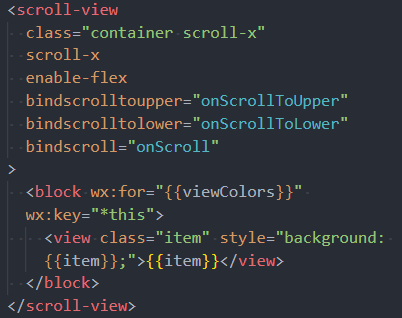 <scroll-view
class="container scroll-x"
scroll-x
enable-flex
bindscrolltoupper="onScrollToUpper"
bindscrolltolower="onScrollToLower"
bindscroll="onScroll"
>
<block wx:for="{{viewColors}}"
wx:key="*this">
<view class="item" style="background:
{{item}};">{{item}}</view>
</block>
</scroll-view>